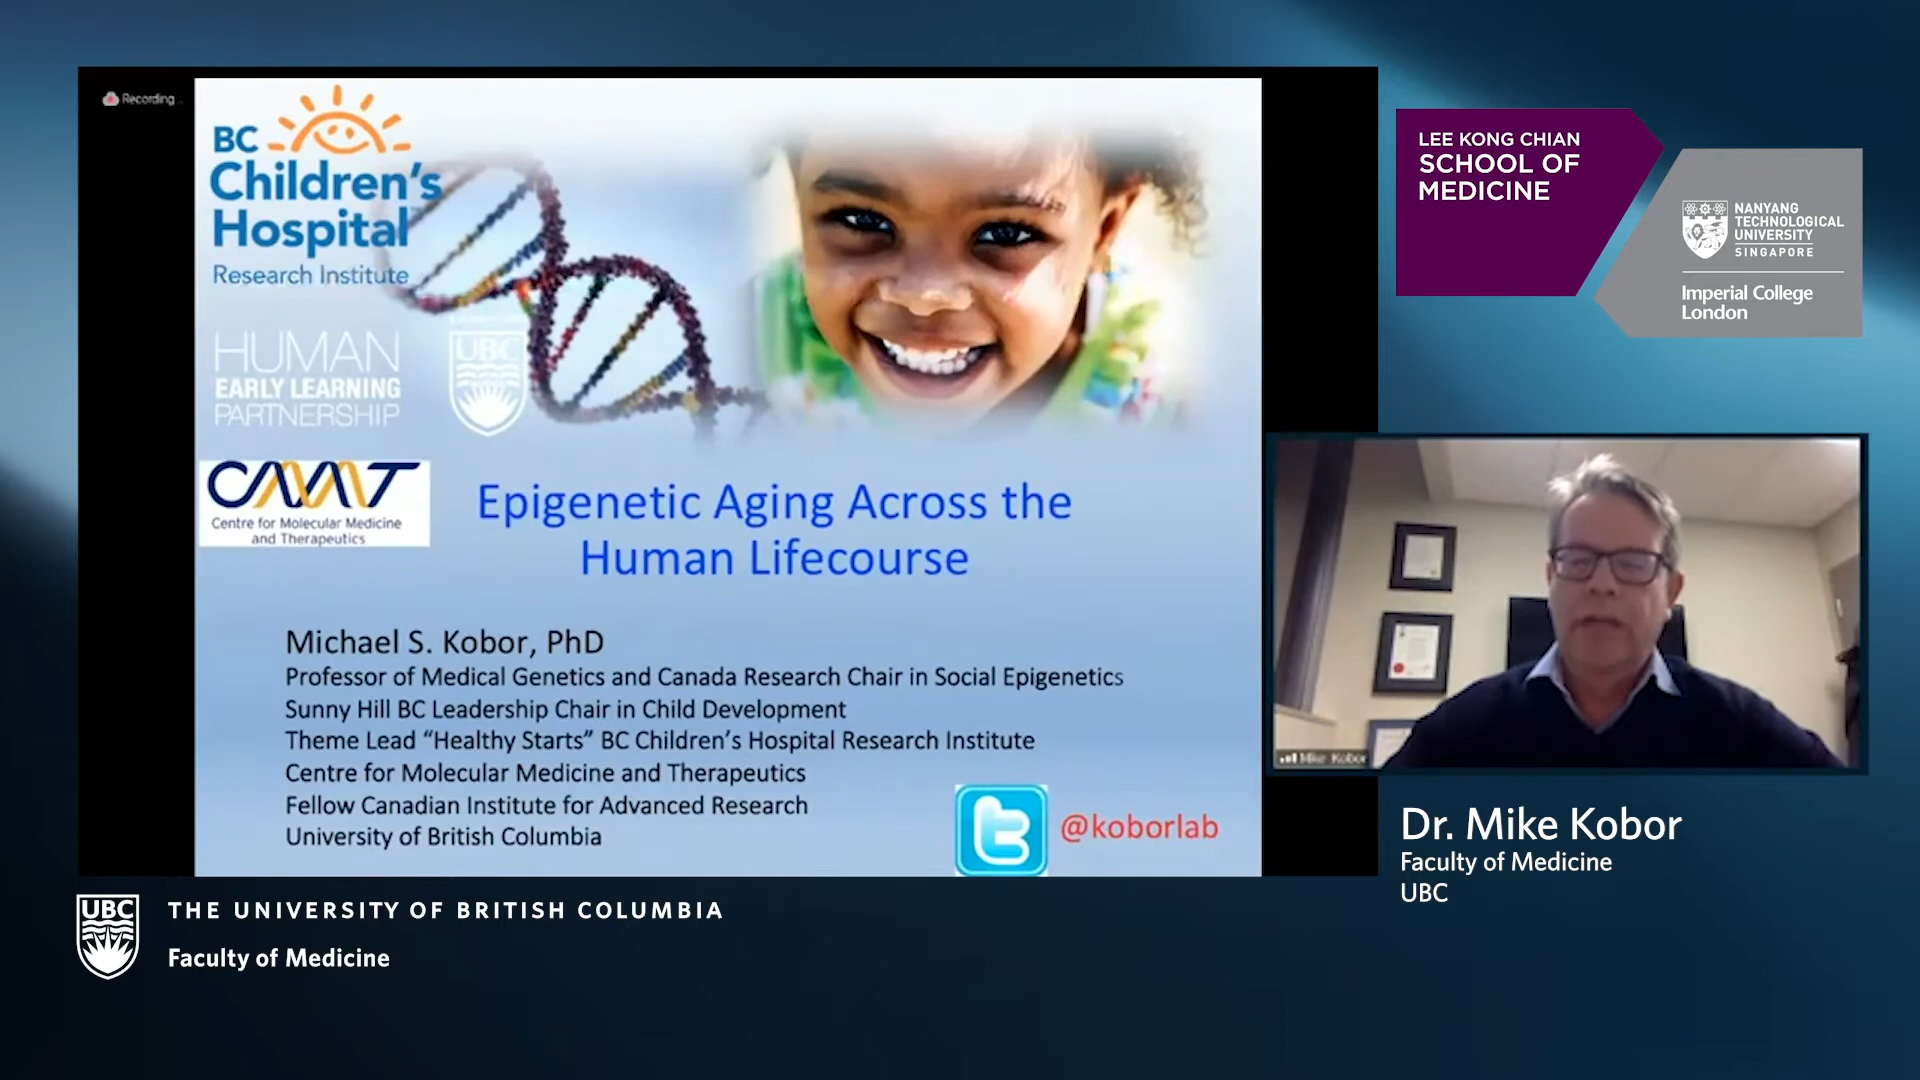 Recording...
BC
Children's
Hospital
Research Institute
HUMAN
EARLY LEARNING
PARTNERSHIP
UBC
CMMT
Centre for Molecular Medicine
and Therapeutics
Epigenetic Aging Across the
Human Lifecourse
Michael S. Kobor, PhD
Professor of Medical Genetics and Canada Research Chair in Social Epigenetics
Sunny Hill BC Leadership Chair in Child Development
Theme Lead “Healthy Starts” BC Children’s Hospital Research Institute
Centre for Molecular Medicine and Therapeutics
Fellow Canadian Institute for Advanced Research
University of British Columbia
@koborlab
LEE KONG CHIAN
SCHOOL OF
MEDICINE
NANYANG
TECHNOLOGICAL
UNIVERSITY
SINGAPORE
Imperial College
London
Mike Kobor
Dr. Mike Kobor
Faculty of Medicine
UBC
UBC
THE UNIVERSITY OF BRITISH COLUMBIA
Faculty of Medicine